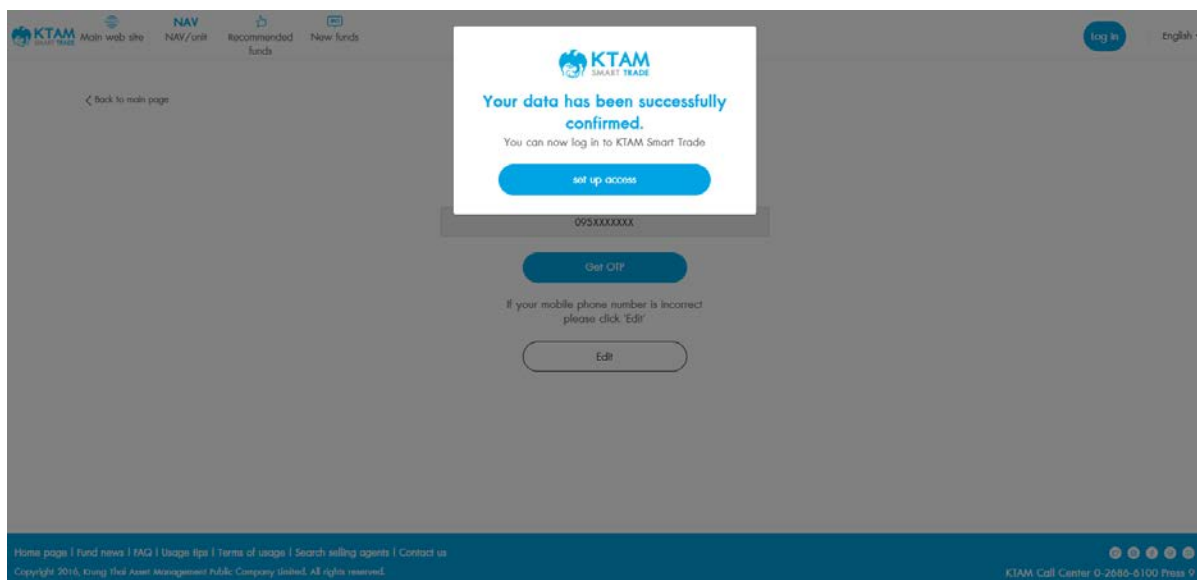 KTAM
SMART TRADE
Main web site
NAV
NAV/unit
Recommended
funds
New funds
Log in
English
Back to main page
KTAM
SMART TRADE
Your data has been successfully
confirmed.
You can now log in to KTAM Smart Trade
set up access
095XXXXXXX
Get OTP
If your mobile phone number is incorrect
please click 'Edit'
Edit
Home page | Fund news | FAQ | Usage tips | Terms of usage | Search selling agents | Contact us
Copyright 2016, Krung Thai Asset Management Public Company Limited. All rights reserved.
KTAM Call Center 0-2686-6100 Press 9